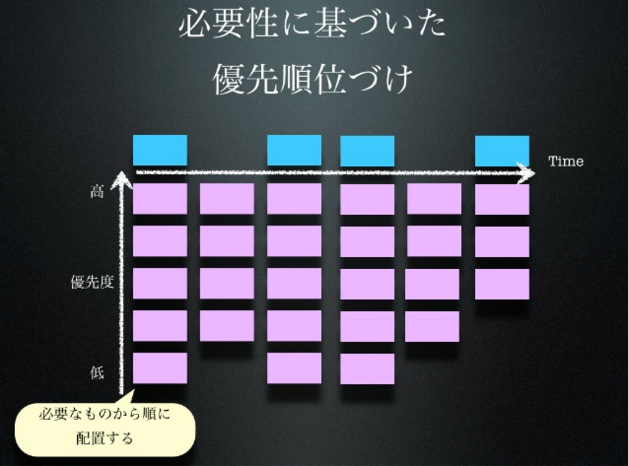 必要性に基づいた
優先順位づけ
Time
高
優先度
低
必要なものから順に
配置する